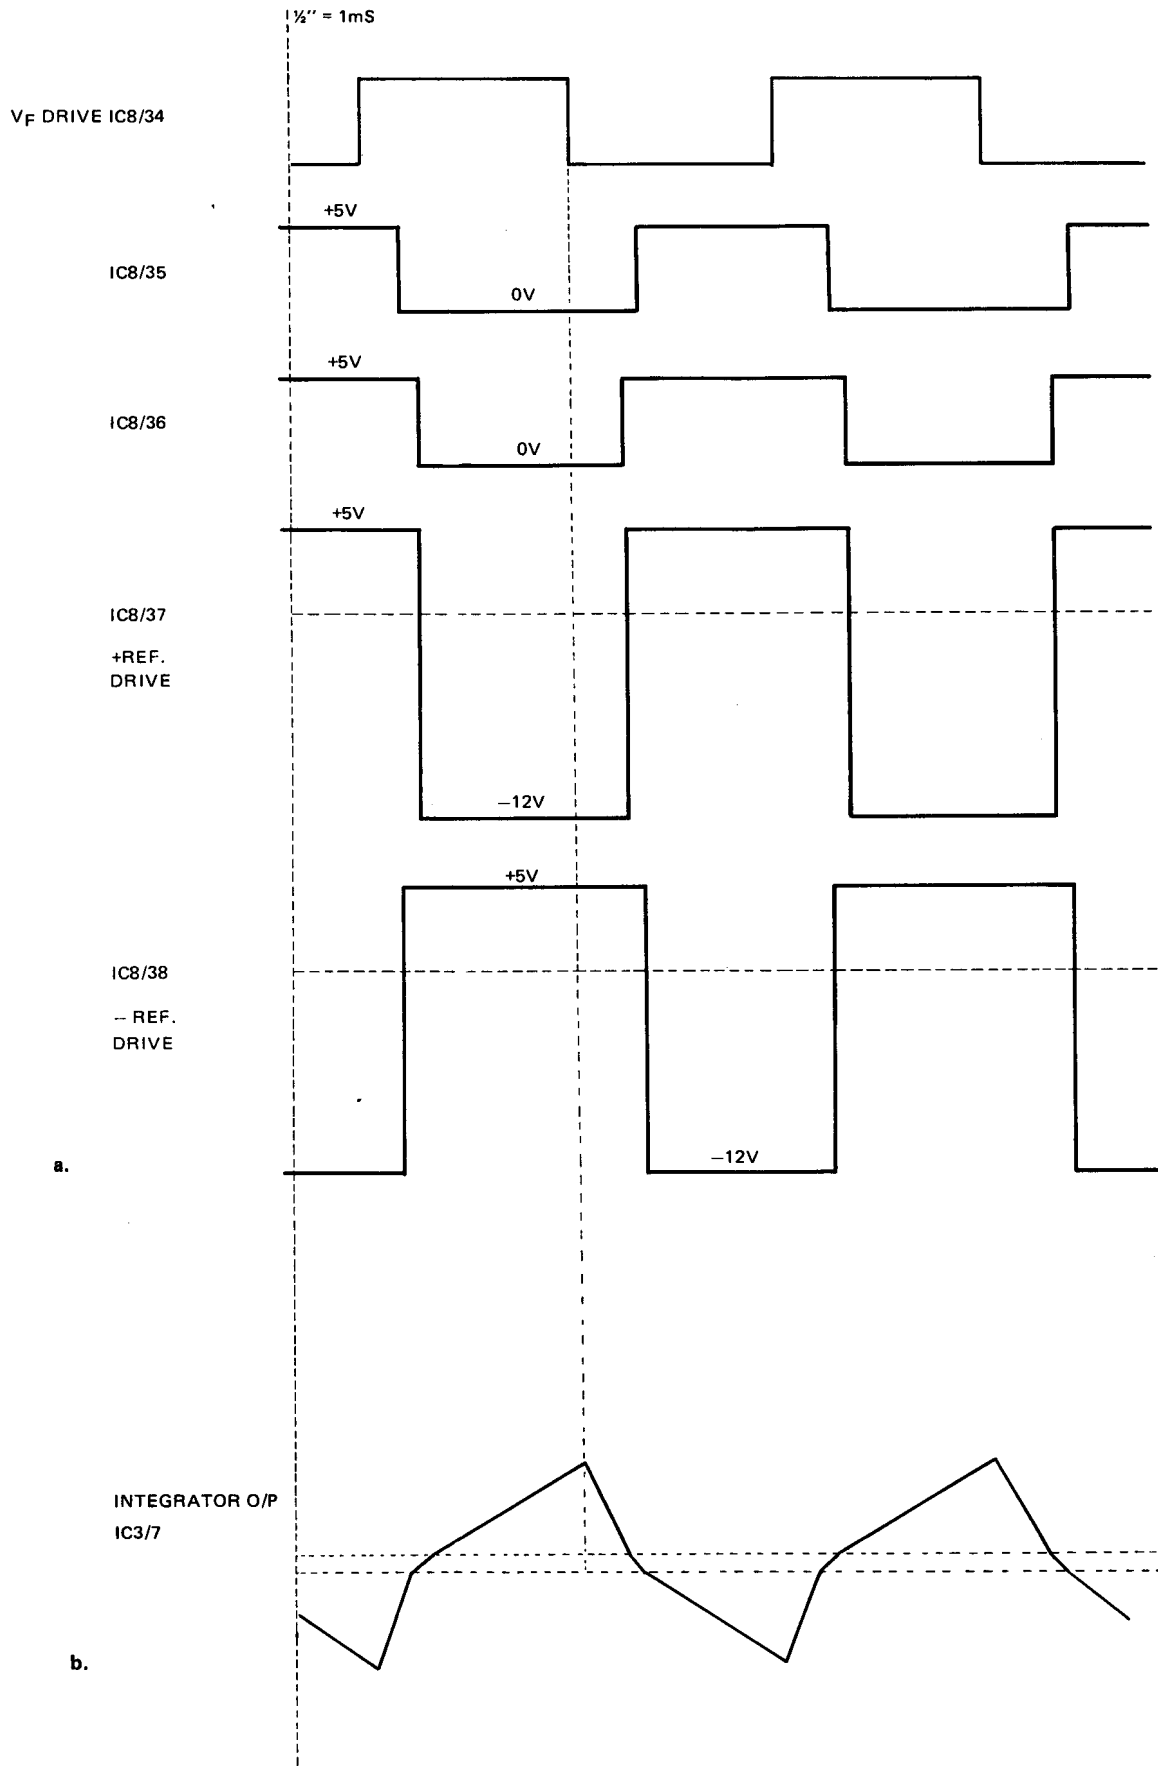 ½″ = 1mS
VF DRIVE IC8/34
+5V
IC8/35
0V
+5V
IC8/36
0V
+5V
IC8/37
+REF.
DRIVE
−12V
+5V
IC8/38
− REF.
DRIVE
−12V
a.
INTEGRATOR O/P
IC3/7
b.